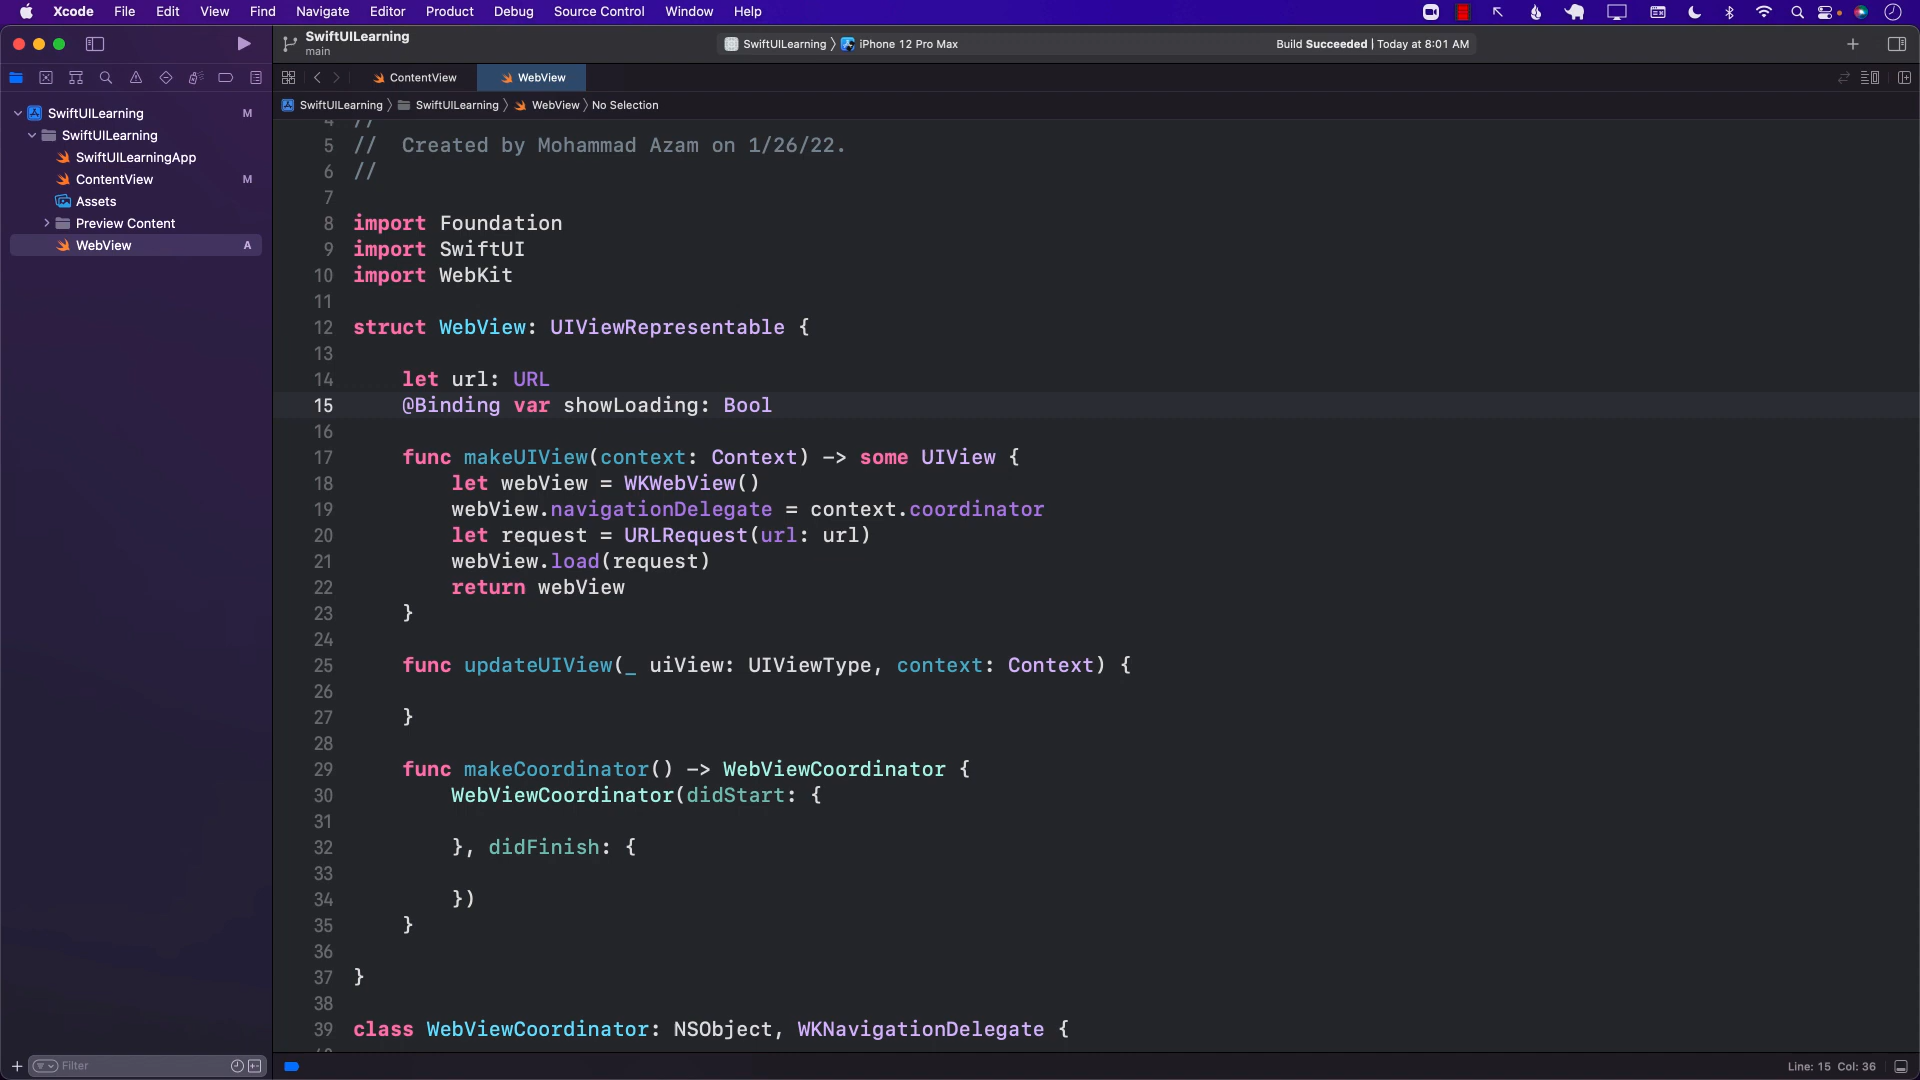 Xcode File Edit View Find Navigate Editor Product Debug Source Control Window Help
SwiftUILearning
main
SwiftUILearning iPhone 12 Pro Max
Build Succeeded | Today at 8:01 AM
ContentView WebView
SwiftUILearning SwiftUILearning WebView No Selection
SwiftUILearning M
SwiftUILearning
SwiftUILearningApp
ContentView M
Assets
Preview Content
WebView A
4 //
5 //  Created by Mohammad Azam on 1/26/22.
6 //
7
8 import Foundation
9 import SwiftUI
10 import WebKit
11
12 struct WebView: UIViewRepresentable {
13
14     let url: URL
15     @Binding var showLoading: Bool
16
17     func makeUIView(context: Context) -> some UIView {
18         let webView = WKWebView()
19         webView.navigationDelegate = context.coordinator
20         let request = URLRequest(url: url)
21         webView.load(request)
22         return webView
23     }
24
25     func updateUIView(_ uiView: UIViewType, context: Context) {
26
27     }
28
29     func makeCoordinator() -> WebViewCoordinator {
30         WebViewCoordinator(didStart: {
31
32         }, didFinish: {
33
34         })
35     }
36
37 }
38
39 class WebViewCoordinator: NSObject, WKNavigationDelegate {
Filter
Line: 15 Col: 36